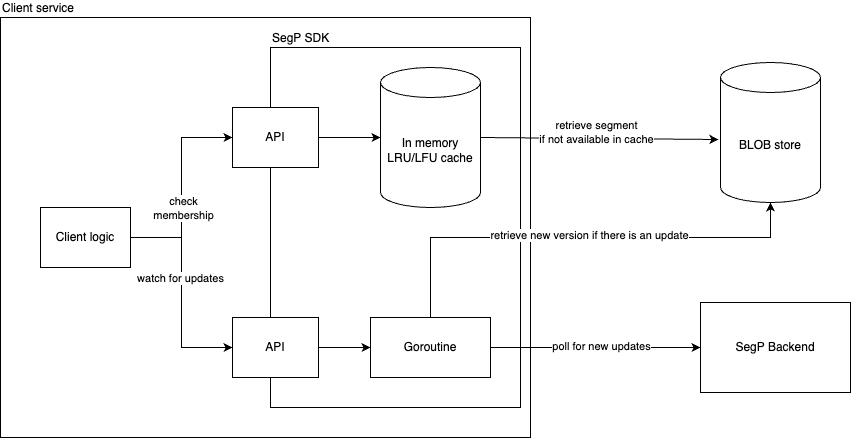 Client service
SegP SDK
API
In memory
LRU/LFU cache
retrieve segment
if not available in cache
BLOB store
check
membership
Client logic
retrieve new version if there is an update
watch for updates
API
Goroutine
poll for new updates
SegP Backend